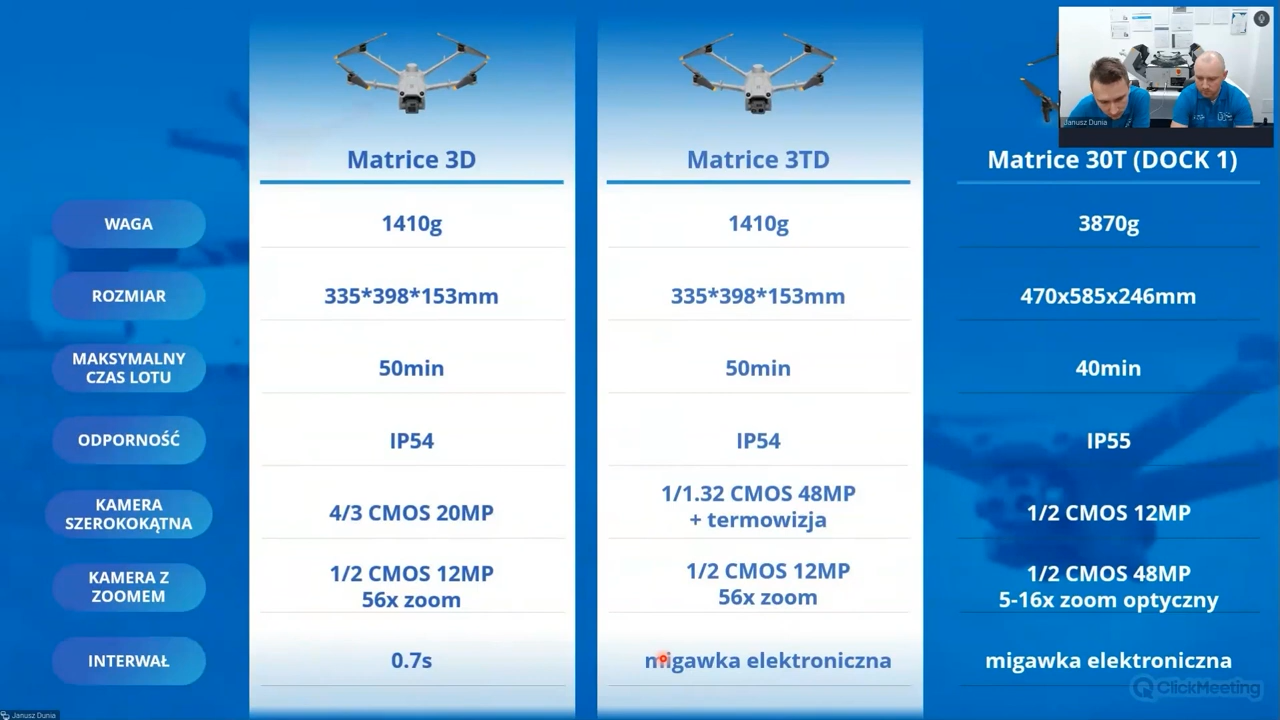 Janusz Dunia
Matrice 3D
Matrice 3TD
Matrice 30T (DOCK 1)
WAGA
1410g
1410g
3870g
ROZMIAR
335*398*153mm
335*398*153mm
470x585x246mm
MAKSYMALNY
CZAS LOTU
50min
50min
40min
ODPORNOŚĆ
IP54
IP54
IP55
KAMERA
SZEROKOKĄTNA
4/3 CMOS 20MP
1/1.32 CMOS 48MP
+ termowizja
1/2 CMOS 12MP
KAMERA Z
ZOOMEM
1/2 CMOS 12MP
56x zoom
1/2 CMOS 12MP
56x zoom
1/2 CMOS 48MP
5-16x zoom optyczny
INTERWAŁ
0.7s
migawka elektroniczna
migawka elektroniczna
ClickMeeting
Janusz Dunia